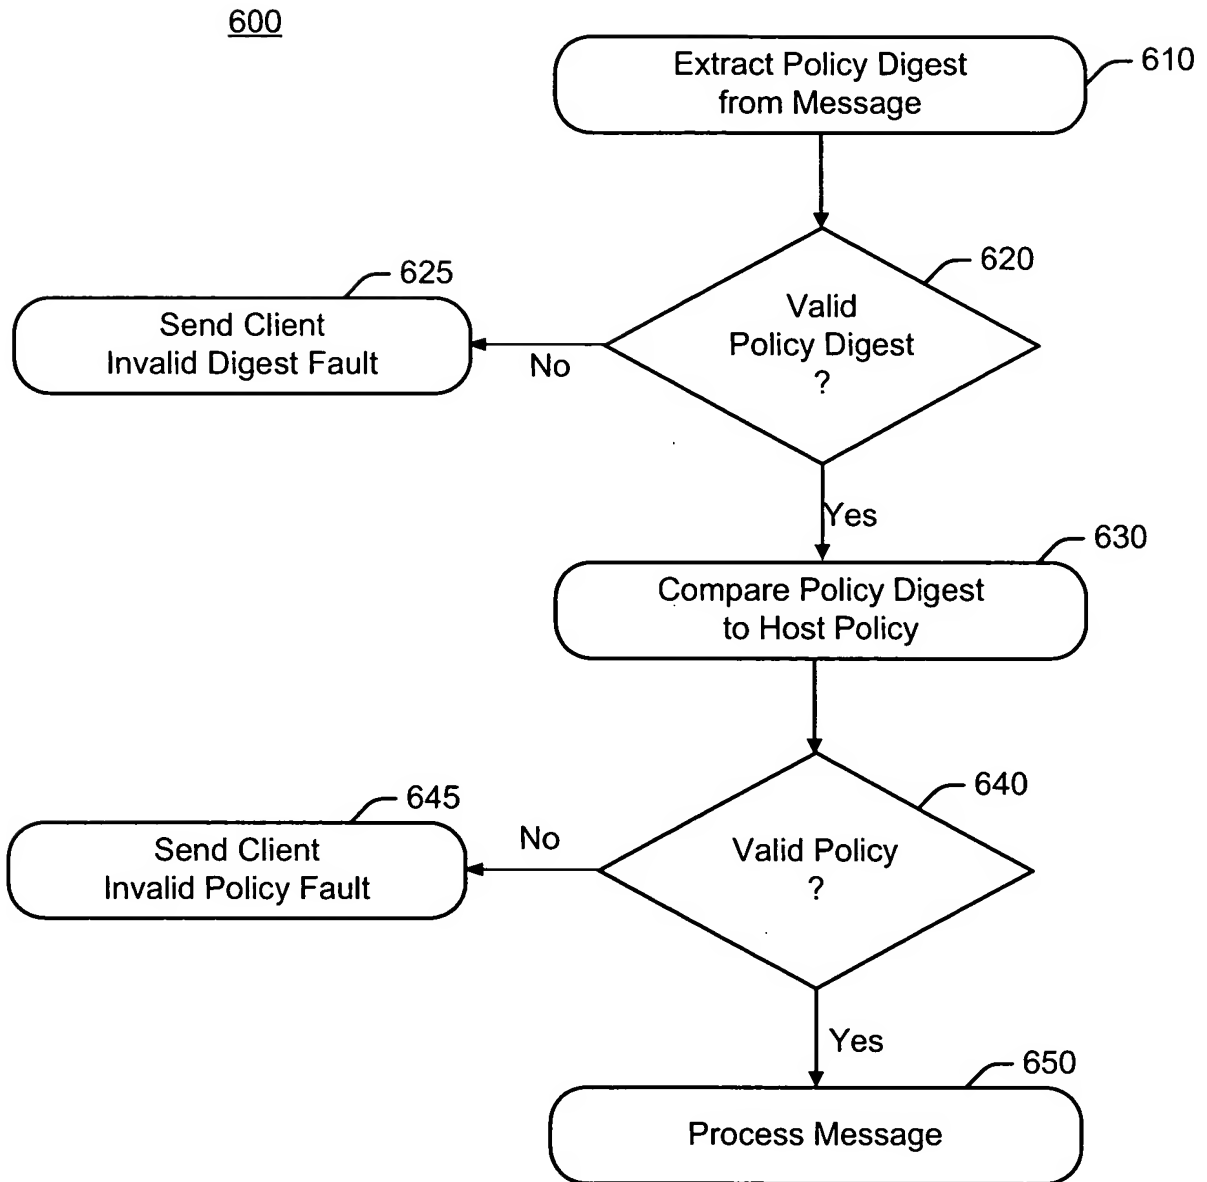 600
Extract Policy Digest
from Message
610
Valid
Policy Digest
?
620
625
Send Client
Invalid Digest Fault
No
Yes
630
Compare Policy Digest
to Host Policy
640
Valid Policy
?
645
Send Client
Invalid Policy Fault
No
Yes
650
Process Message